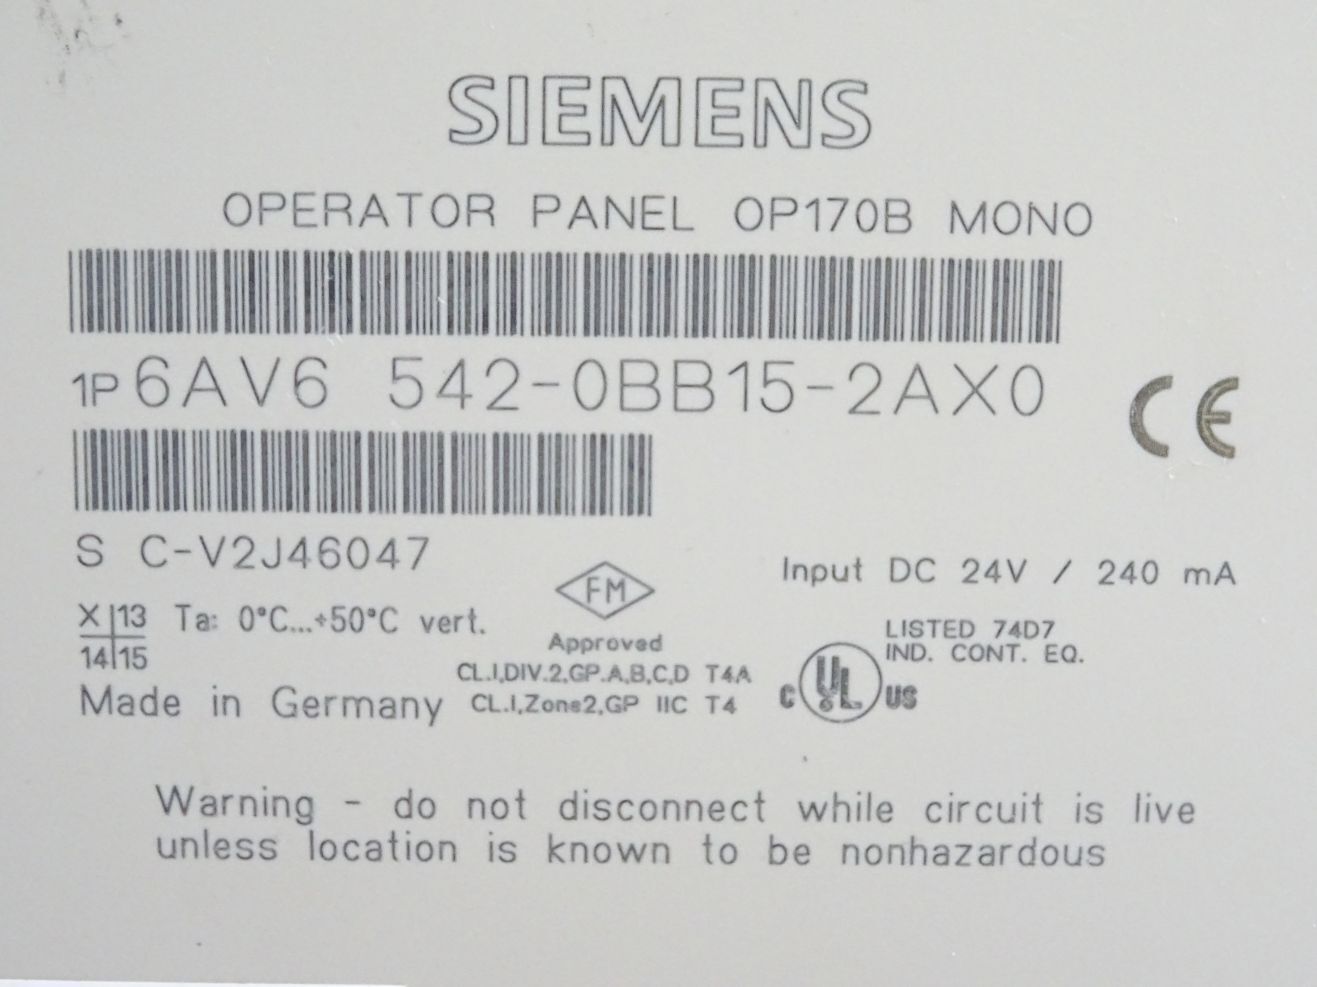 SIEMENS
OPERATOR PANEL OP170B MONO
1P 6AV6 542-0BB15-2AX0
CE
S C-V2J46047
Input DC 24V / 240 mA
FM
X 13 Ta: 0°C...+50°C vert.
14 15
Approved
LISTED 74D7
IND. CONT. EQ.
CL.I,DIV.2,GP.A,B,C,D T4A
CL.I,Zone2,GP IIC T4
C UL US
Made in Germany
Warning - do not disconnect while circuit is live
unless location is known to be nonhazardous